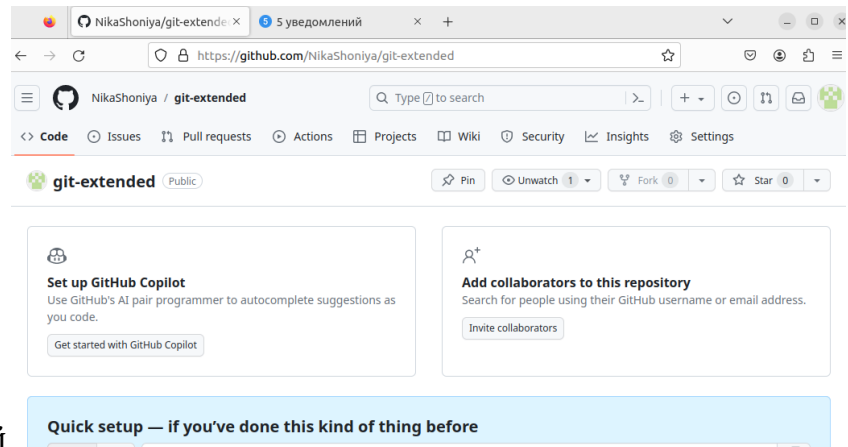 NikaShoniya/git-extende
5 5 уведомлений
https://github.com/NikaShoniya/git-extended
NikaShoniya / git-extended
Type / to search
Code Issues Pull requests Actions Projects Wiki Security Insights Settings
git-extended Public
Pin Unwatch 1 Fork 0 Star 0
Set up GitHub Copilot
Use GitHub's AI pair programmer to autocomplete suggestions as
you code.
Get started with GitHub Copilot
Add collaborators to this repository
Search for people using their GitHub username or email address.
Invite collaborators
Quick setup — if you've done this kind of thing before